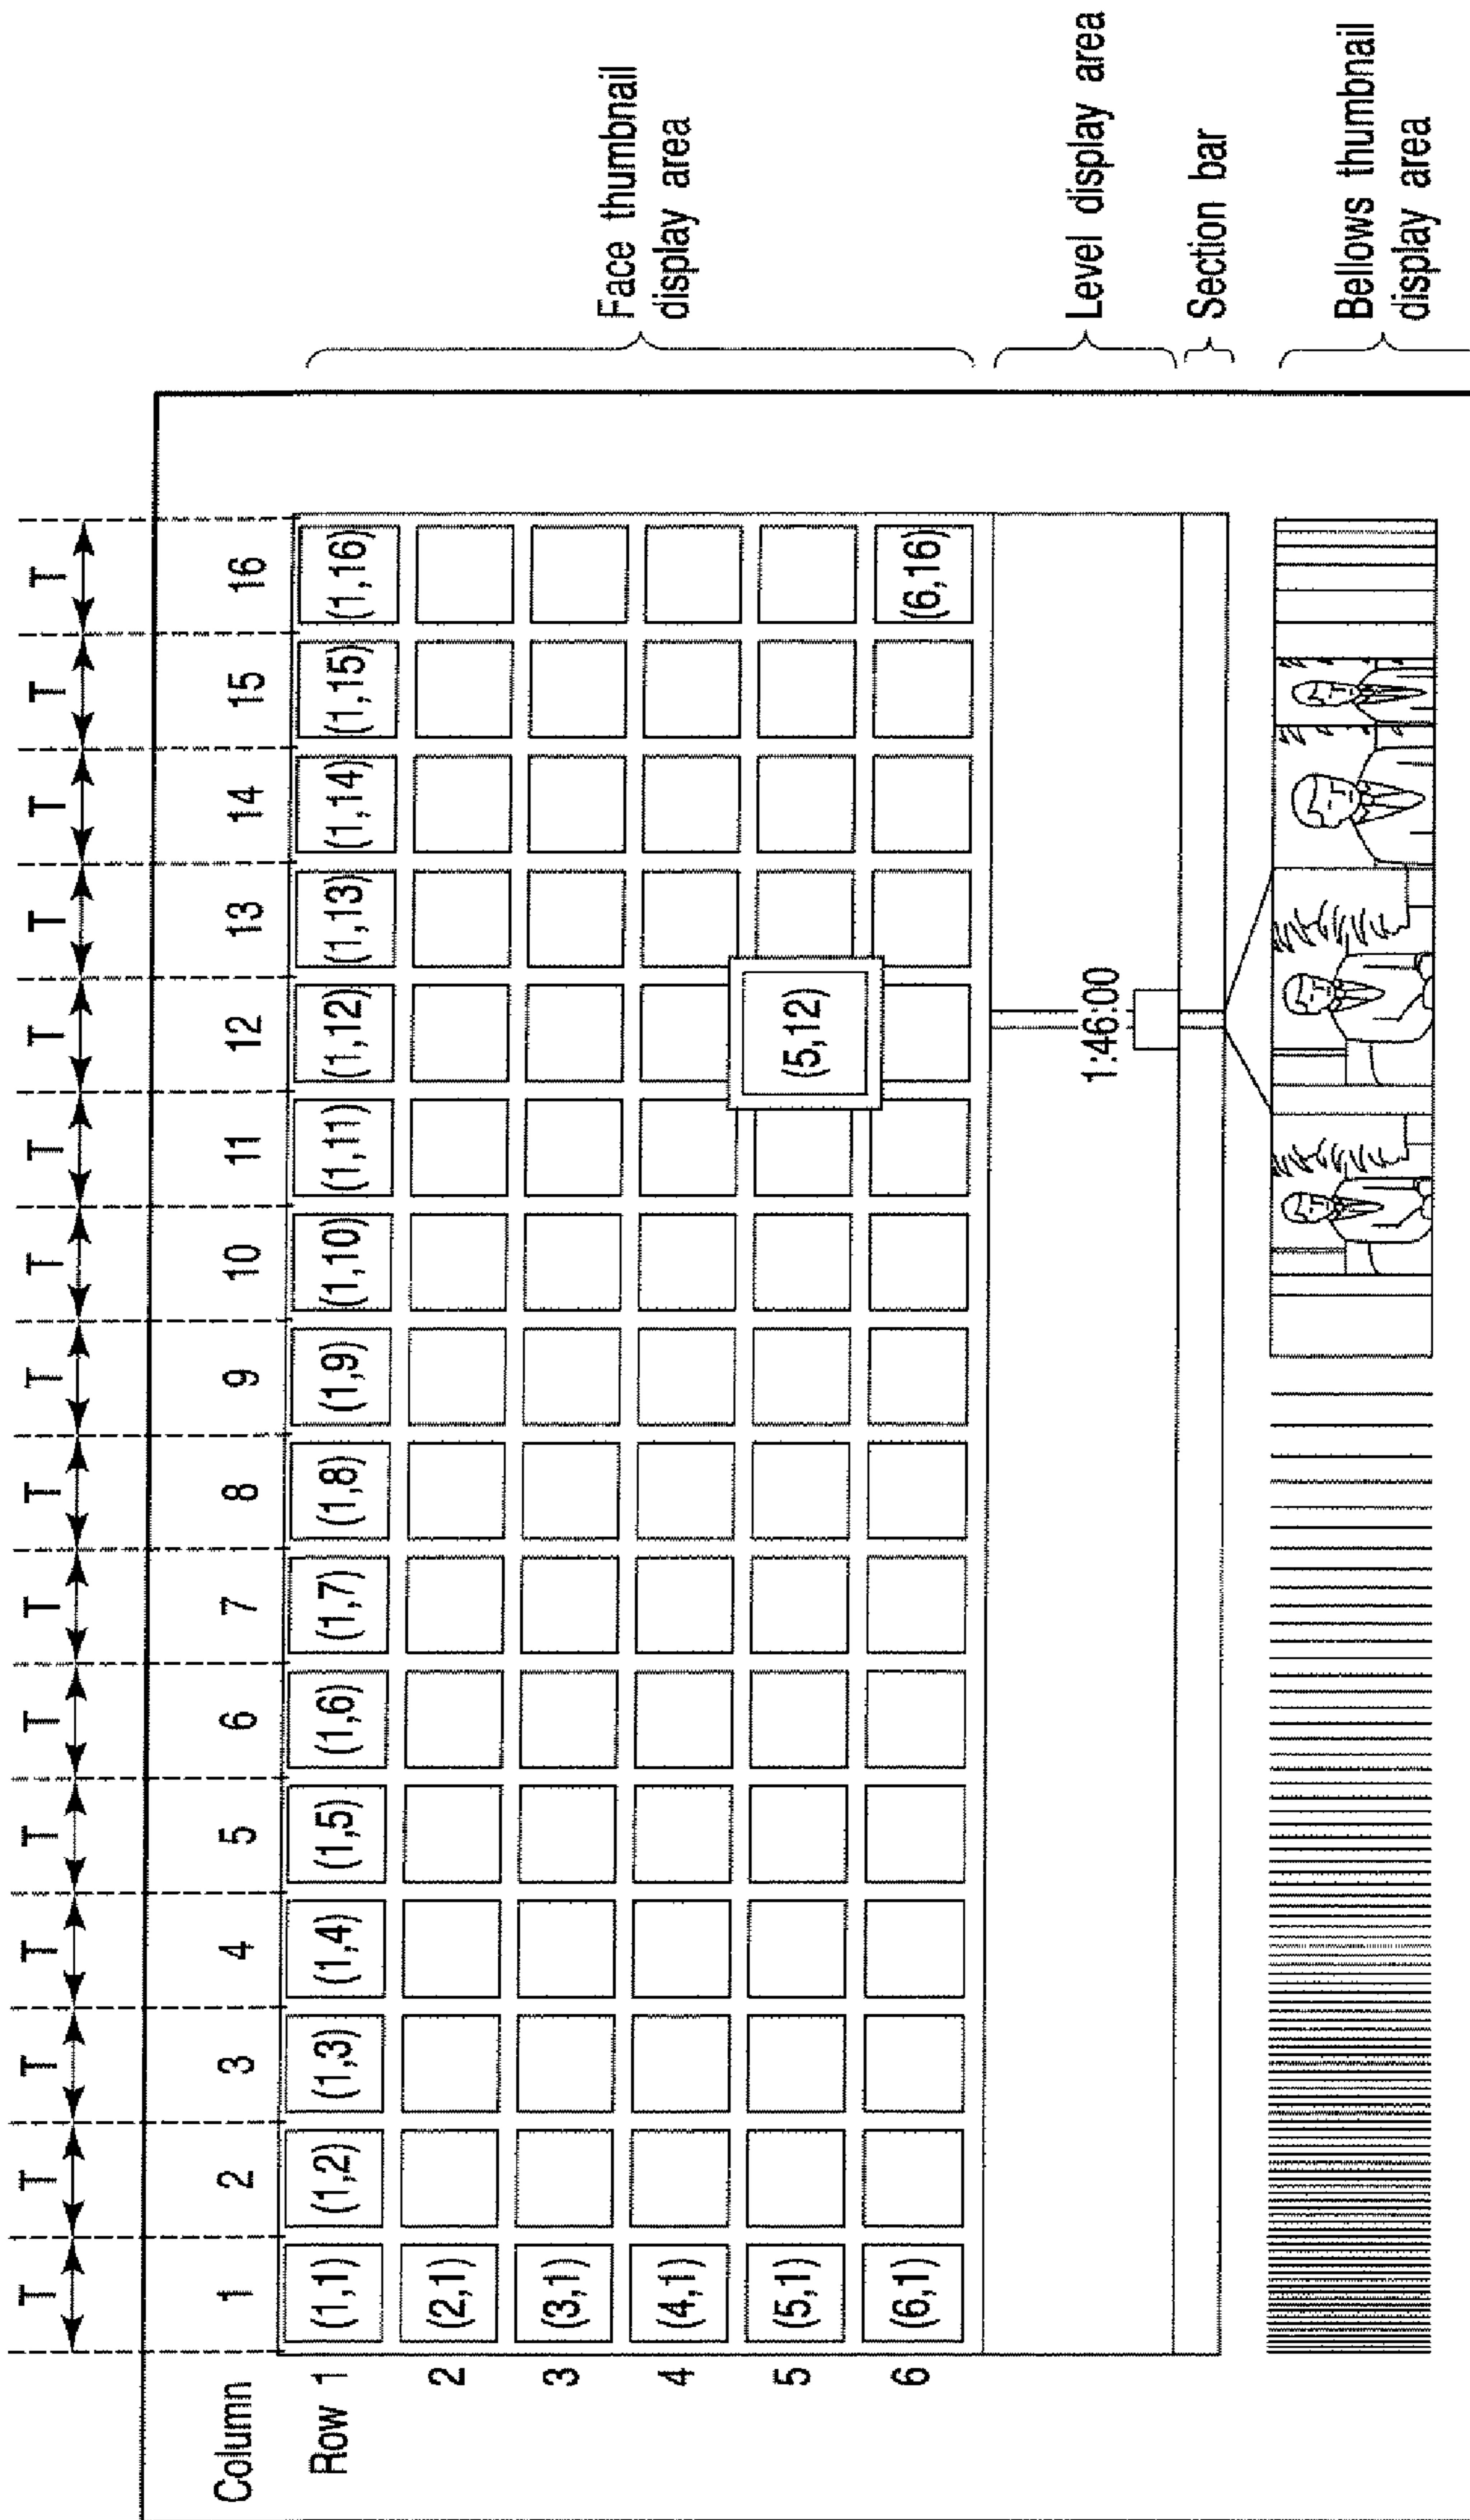 T T T T T T T T T T T T T T T T
Column 1 2 3 4 5 6 7 8 9 10 11 12 13 14 15 16
Row 1 (1,1) (1,2) (1,3) (1,4) (1,5) (1,6) (1,7) (1,8) (1,9) (1,10) (1,11) (1,12) (1,13) (1,14) (1,15) (1,16)
2 (2,1)
3 (3,1)
4 (4,1)
5 (5,1) (5,12)
6 (6,1) (6,16)
Face thumbnail
display area
1:46:00
Level display area
Section bar
Bellows thumbnail
display area